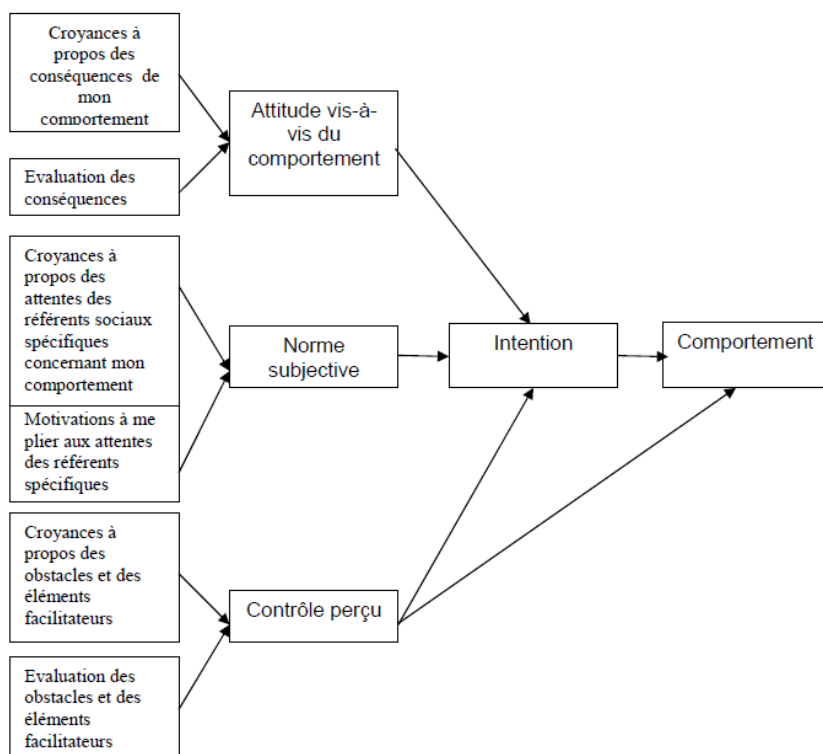 Croyances à
propos des
conséquences de
mon
comportement
Evaluation des
conséquences
Croyances à
propos des
attentes des
référents sociaux
spécifiques
concernant mon
comportement
Motivations à me
plier aux attentes
des référents
spécifiques
Croyances à
propos des
obstacles et des
éléments
facilitateurs
Evaluation des
obstacles et des
éléments
facilitateurs
Attitude vis-à-
vis du
comportement
Norme
subjective
Contrôle perçu
Intention
Comportement